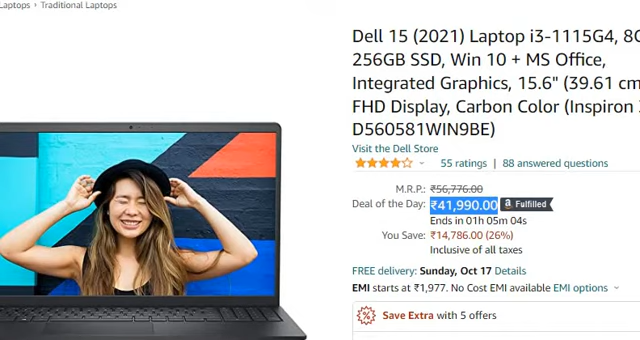 Laptops › Traditional Laptops
Dell 15 (2021) Laptop i3-1115G4, 8G
256GB SSD, Win 10 + MS Office,
Integrated Graphics, 15.6" (39.61 cm
FHD Display, Carbon Color (Inspiron
D560581WIN9BE)
Visit the Dell Store
55 ratings | 88 answered questions
M.R.P.: ₹56,776.00
Deal of the Day: ₹41,990.00 a Fulfilled
Ends in 01h 05m 04s
You Save: ₹14,786.00 (26%)
Inclusive of all taxes
FREE delivery: Sunday, Oct 17 Details
EMI starts at ₹1,977. No Cost EMI available EMI options
% Save Extra with 5 offers